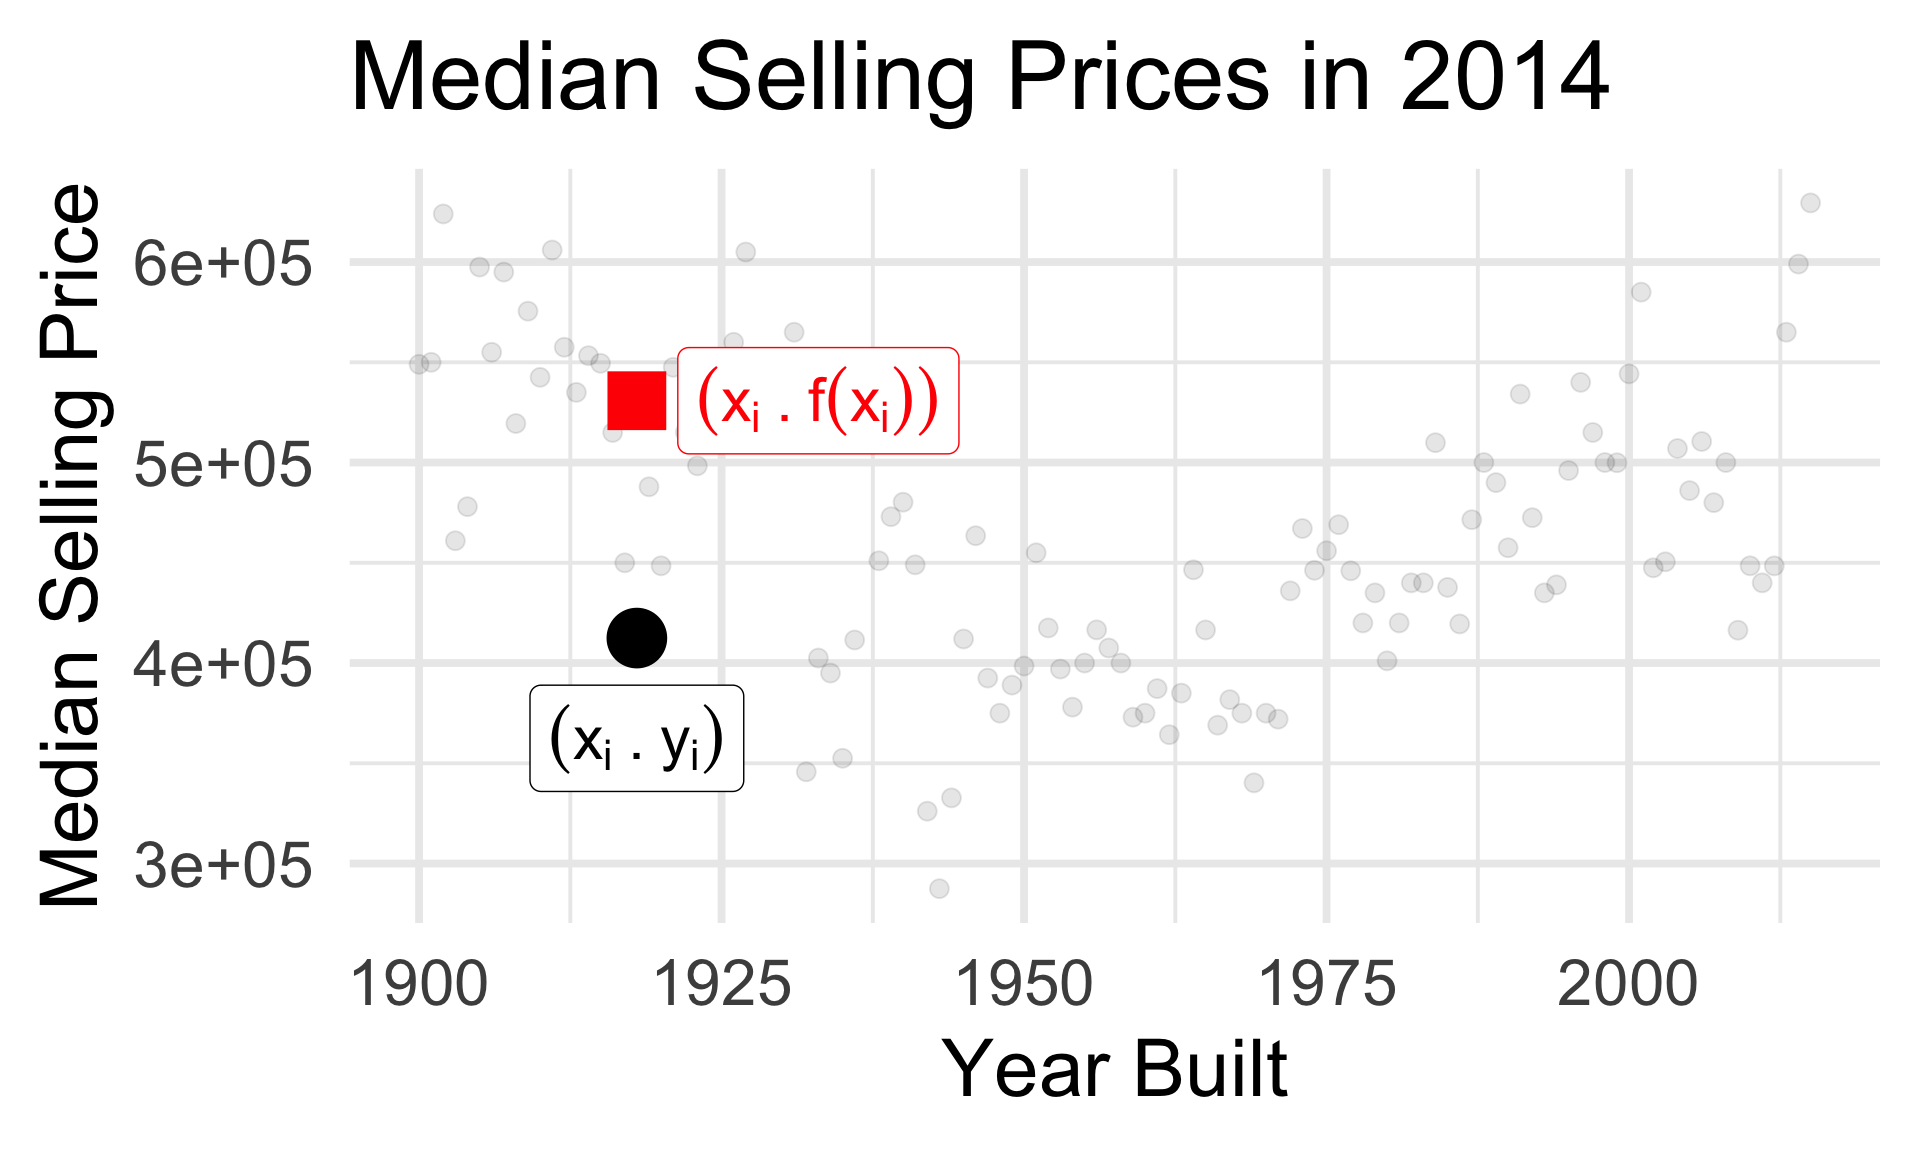 Median Selling Prices in 2014
Median Selling Price
6e+05
5e+05
4e+05
3e+05
(xᵢ . f(xᵢ))
(xᵢ . yᵢ)
1900 1925 1950 1975 2000
Year Built